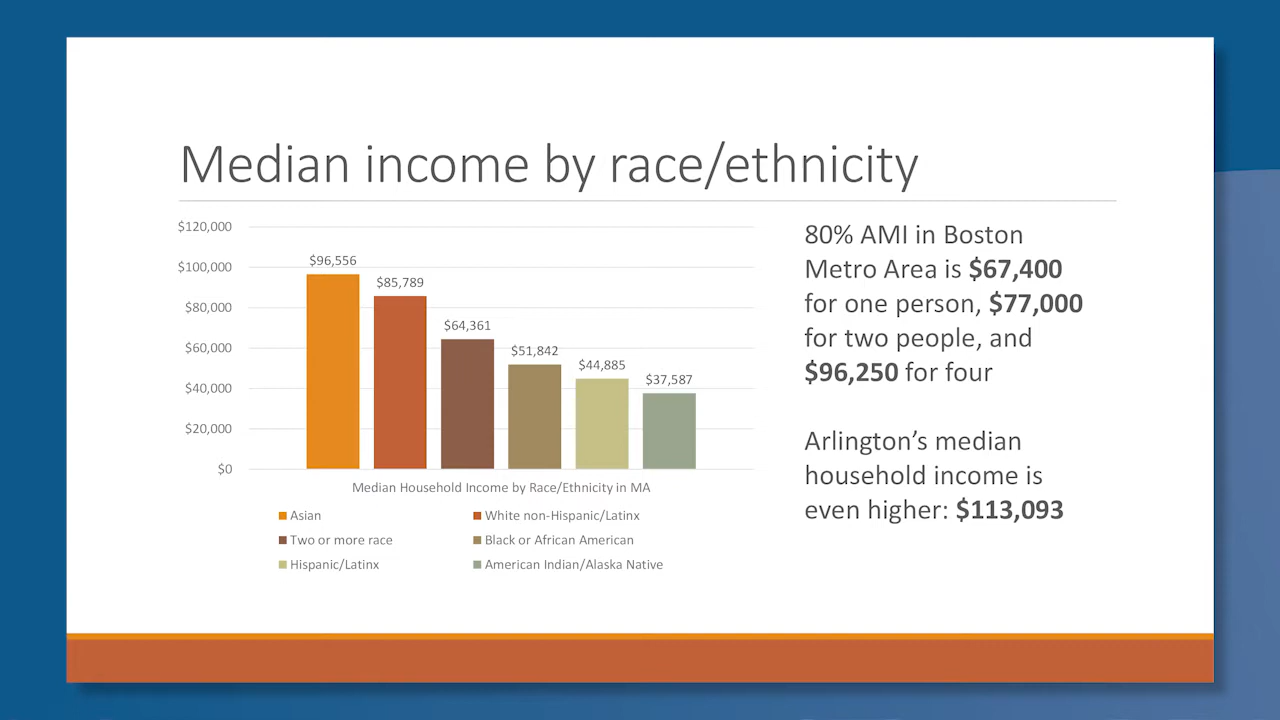 Median income by race/ethnicity
$120,000
$100,000
$80,000
$60,000
$40,000
$20,000
$0
$96,556
$85,789
$64,361
$51,842
$44,885
$37,587
Median Household Income by Race/Ethnicity in MA
Asian
White non-Hispanic/Latinx
Two or more race
Black or African American
Hispanic/Latinx
American Indian/Alaska Native
80% AMI in Boston
Metro Area is $67,400
for one person, $77,000
for two people, and
$96,250 for four
Arlington’s median
household income is
even higher: $113,093